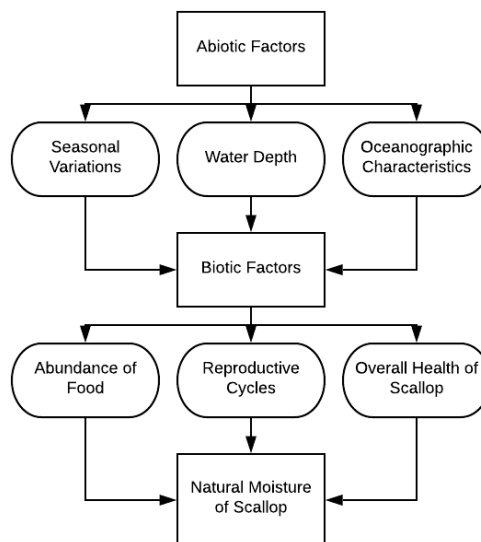 Abiotic Factors
Seasonal
Variations
Water Depth
Oceanographic
Characteristics
Biotic Factors
Abundance of
Food
Reproductive
Cycles
Overall Health of
Scallop
Natural Moisture
of Scallop